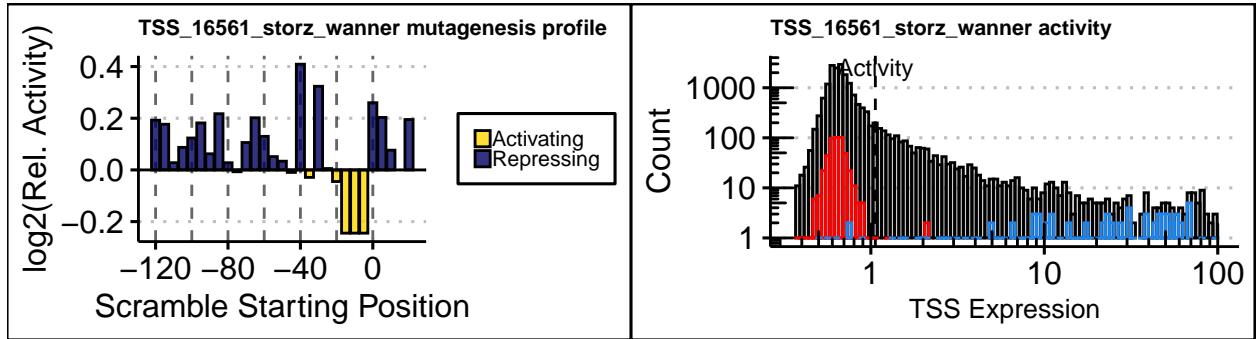 TSS_16561_storz_wanner mutagenesis profile
log2(Rel. Activity)
0.4
0.2
0.0
−0.2
−120
−80
−40
0
Scramble Starting Position
Activating
Repressing
TSS_16561_storz_wanner activity
Activity
Count
1000
100
10
1
1
10
100
TSS Expression